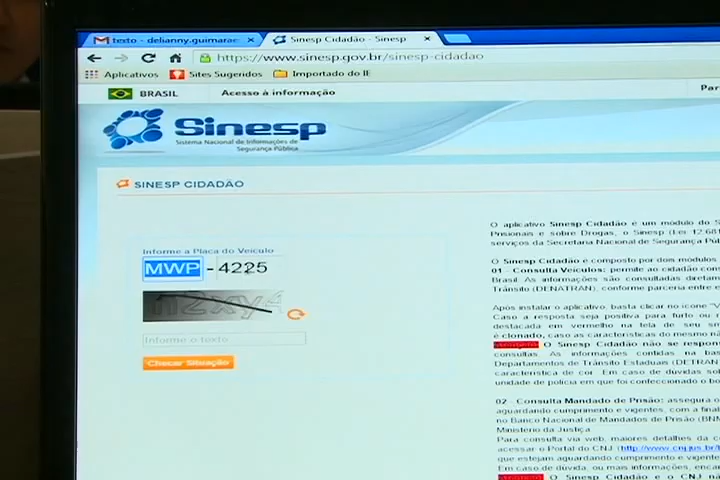 texto - delianny.guimarae
Sinesp Cidadão - Sinesp
https://www.sinesp.gov.br/sinesp-cidadao
Aplicativos Sites Sugeridos Importado do IE
BRASIL Acesso à informação Par
Sinesp
Sistema Nacional de Informações de
Segurança Pública
SINESP CIDADÃO
Informe a Placa do Veículo
MWP - 4225
Informe o texto
Checar Situação
O aplicativo Sinesp Cidadão é um módulo do S
Prisionais e sobre Drogas, o Sinesp (Lei 12.681
serviços da Secretaria Nacional de Segurança Púb
O Sinesp Cidadão é composto por dois módulos
01 - Consulta Veículos: permite ao cidadão con
Brasil. As informações são consultadas diretam
Trânsito (DENATRAN), conforme parceria entre e
Após instalar o aplicativo, basta clicar no ícone "V
Caso a resposta seja positiva para furto ou r
destacada em vermelho na tela de seu sm
é clonado, caso as características do mesmo nã
O Sinesp Cidadão não se respon
consultas. As informações contidas na bas
Departamentos de Trânsito Estaduais (DETRAN
característica de cor. Em caso de dúvidas sob
unidade de polícia em que foi confeccionado o bo
02 - Consulta Mandado de Prisão: assegura o
aguardando cumprimento e vigentes, com a final
no Banco Nacional de Mandados de Prisão (BNM
Ministério da Justiça.
Para consulta via web, maiores detalhes da c
acessar o Portal do CNJ (http://www.cnj.jus.br/
que estejam aguardando cumprimento e vigente
Em caso de dúvida, ou mais informações, encar
O Sinesp Cidadão e o CNJ na